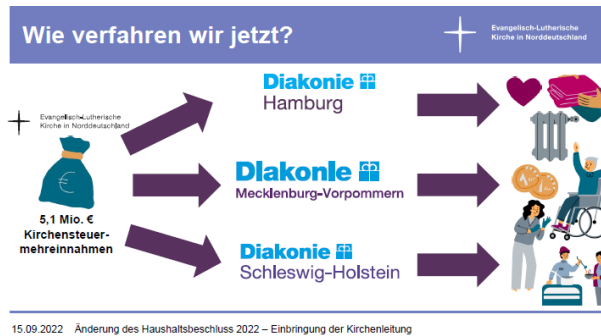 Wie verfahren wir jetzt?
Evangelisch-Lutherische
Kirche in Norddeutschland
Diakonie
Hamburg
Evangelisch-Lutherische
Kirche in Norddeutschland
€
5,1 Mio. €
Kirchensteuer-
mehreinnahmen
Diakonie
Mecklenburg-Vorpommern
Diakonie
Schleswig-Holstein
15.09.2022 Änderung des Haushaltsbeschluss 2022 – Einbringung der Kirchenleitung